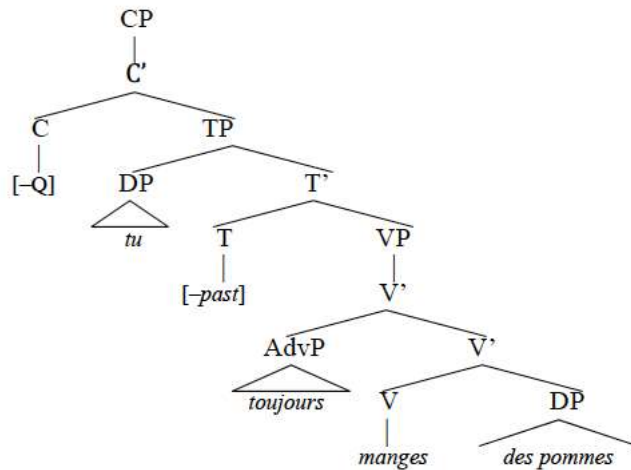 CP
C'
C TP
[–Q] DP T'
tu T VP
[–past] V'
AdvP V'
toujours V DP
manges des pommes